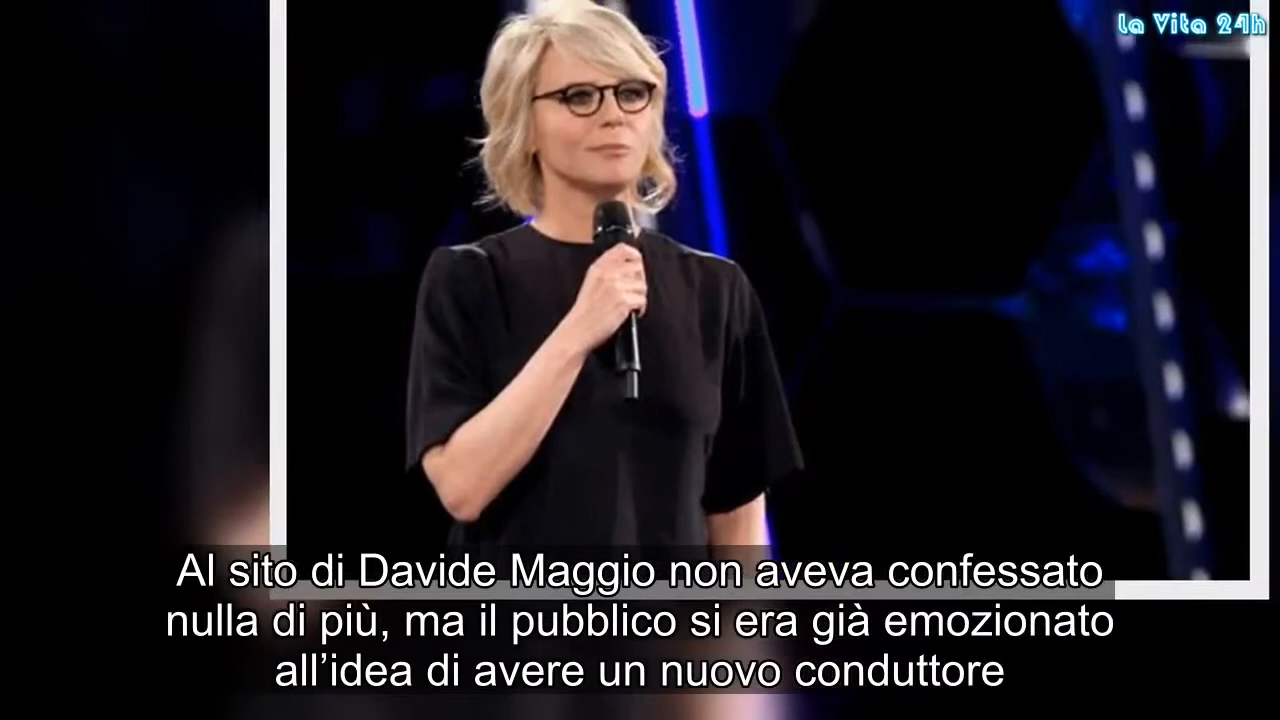 La Vita 24h
Al sito di Davide Maggio non aveva confessato
nulla di più, ma il pubblico si era già emozionato
all’idea di avere un nuovo conduttore